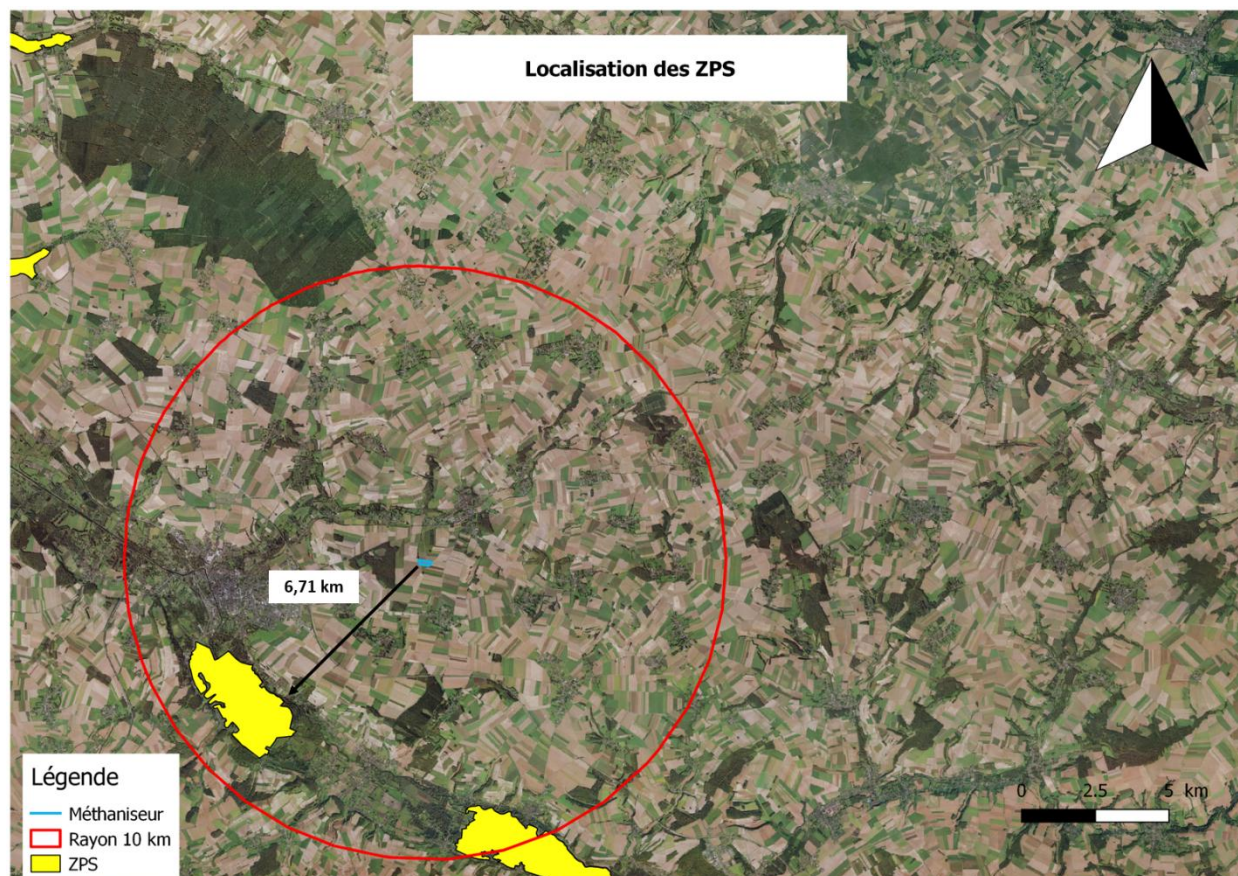 Localisation des ZPS
6,71 km
Légende
Méthaniseur
Rayon 10 km
ZPS
0 2.5 5 km